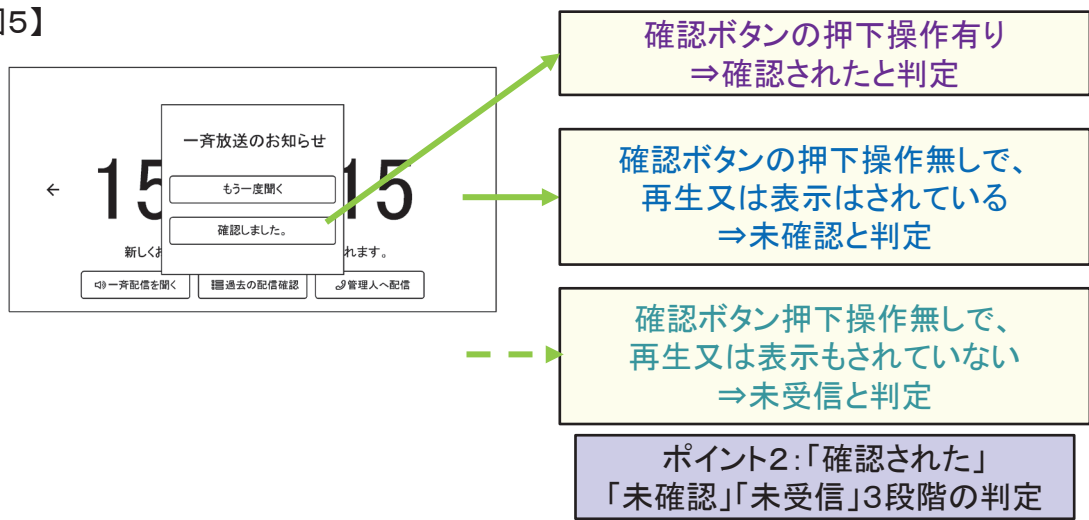 図5】
一斉放送のお知らせ
15 15
←
もう一度聞く
確認しました。
新しくお れます。
一斉配信を聞く 過去の配信確認 管理人へ配信
確認ボタンの押下操作有り
⇒確認されたと判定
確認ボタンの押下操作無しで、
再生又は表示はされている
⇒未確認と判定
確認ボタン押下操作無しで、
再生又は表示もされていない
⇒未受信と判定
ポイント2:「確認された」
「未確認」「未受信」3段階の判定